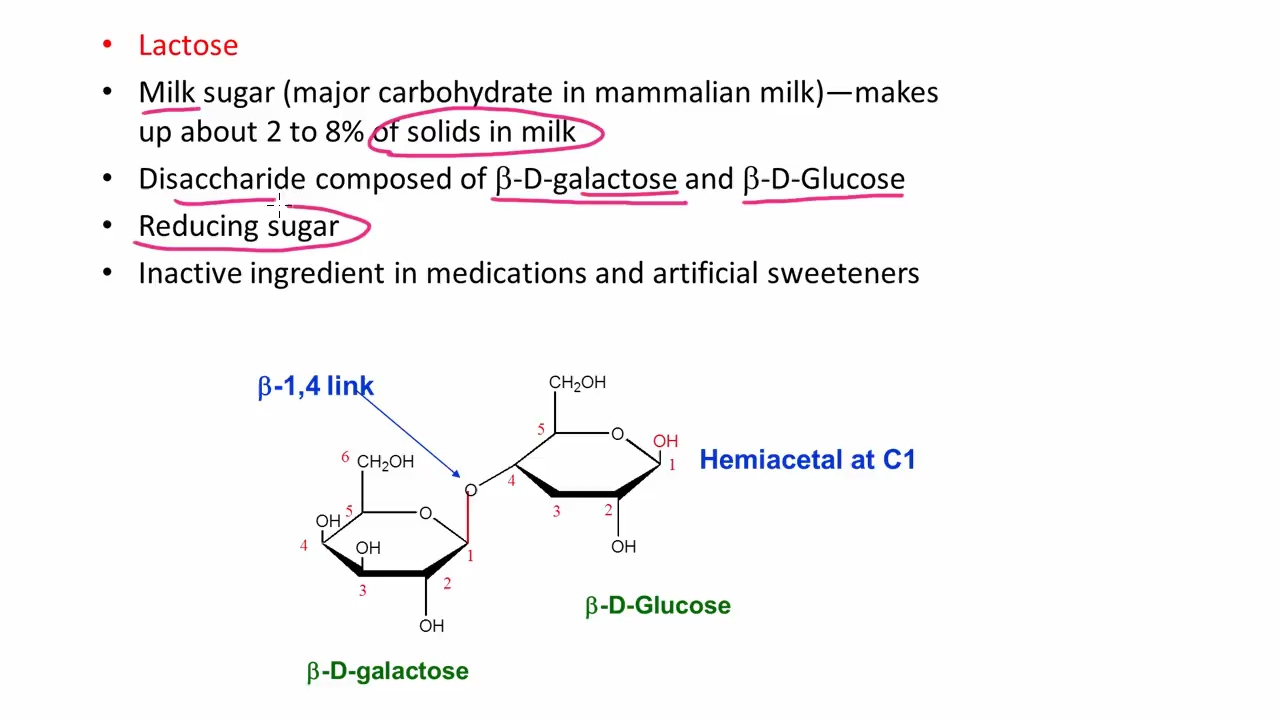 • Lactose
• Milk sugar (major carbohydrate in mammalian milk)—makes
up about 2 to 8% of solids in milk
• Disaccharide composed of β-D-galactose and β-D-Glucose
• Reducing sugar
• Inactive ingredient in medications and artificial sweeteners
β-1,4 link
CH₂OH
5
O
OH
1
Hemiacetal at C1
4
3
2
OH
O
6
CH₂OH
5
O
OH
4
OH
1
3
2
OH
β-D-Glucose
β-D-galactose